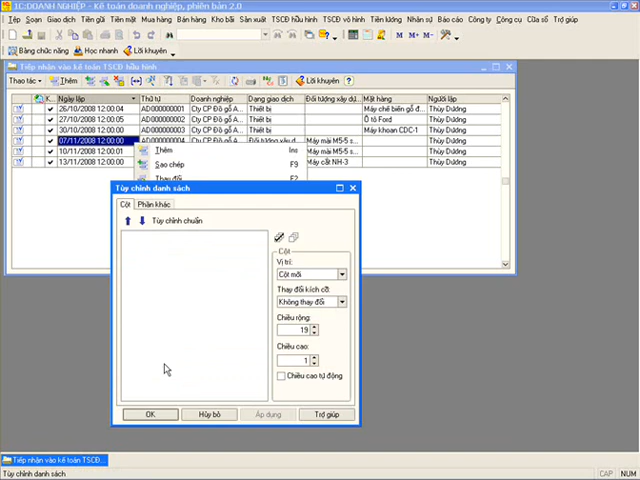 1C:DOANH NGHIỆP - Kế toán doanh nghiệp, phiên bản 2.0
Tệp Soạn Giao dịch Tiền gửi Tiền mặt Mua hàng Bán hàng Kho bãi Sản xuất TSCĐ hữu hình TSCĐ vô hình Tiền lương Nhân sự Báo cáo Công ty Công cụ Cửa sổ Trợ giúp
M M+ M-
Bảng chức năng Học nhanh Lời khuyên
Tiếp nhận vào kế toán TSCĐ hữu hình
Thao tác Thêm Lời khuyên
K... Ngày lập Thứ tự Doanh nghiệp Dạng giao dịch Đối tượng xây dự... Mặt hàng Người lập
26/10/2008 12:00:04 AD000000001 Cty CP Đồ gỗ A... Thiết bị Máy chế biến gỗ đ... Thùy Dương
27/10/2008 12:00:05 AD000000002 Cty CP Đồ gỗ A... Thiết bị Ô tô Ford Thùy Dương
30/10/2008 12:00:00 AD000000003 Cty CP Đồ gỗ A... Thiết bị Máy khoan CDC-1 Thùy Dương
07/11/2008 12:00:00 AD000000004 Cty CP Đồ gỗ A... Đối tượng xây d... Máy mài M5-5 s... Thùy Dương
10/11/2008 12:00:01 Máy mài M5-5 s... Thùy Dương
13/11/2008 12:00:00 Máy cắt NH-3 Thùy Dương
Thêm Ins
Sao chép F9
Thay đổi F2
Tùy chỉnh danh sách
Cột Phần khác
Tùy chỉnh chuẩn
Cột
Vị trí:
Cột mới
Thay đổi kích cỡ:
Không thay đổi
Chiều rộng:
19
Chiều cao:
1
Chiều cao tự động
OK Hủy bỏ Áp dụng Trợ giúp
Tiếp nhận vào kế toán TSCĐ...
Tùy chỉnh danh sách
CAP NUM